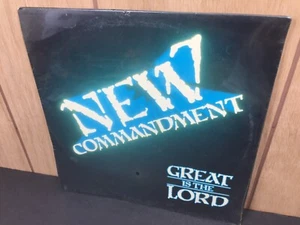 NEW
COMMANDMENT
GREAT
IS THE
LORD